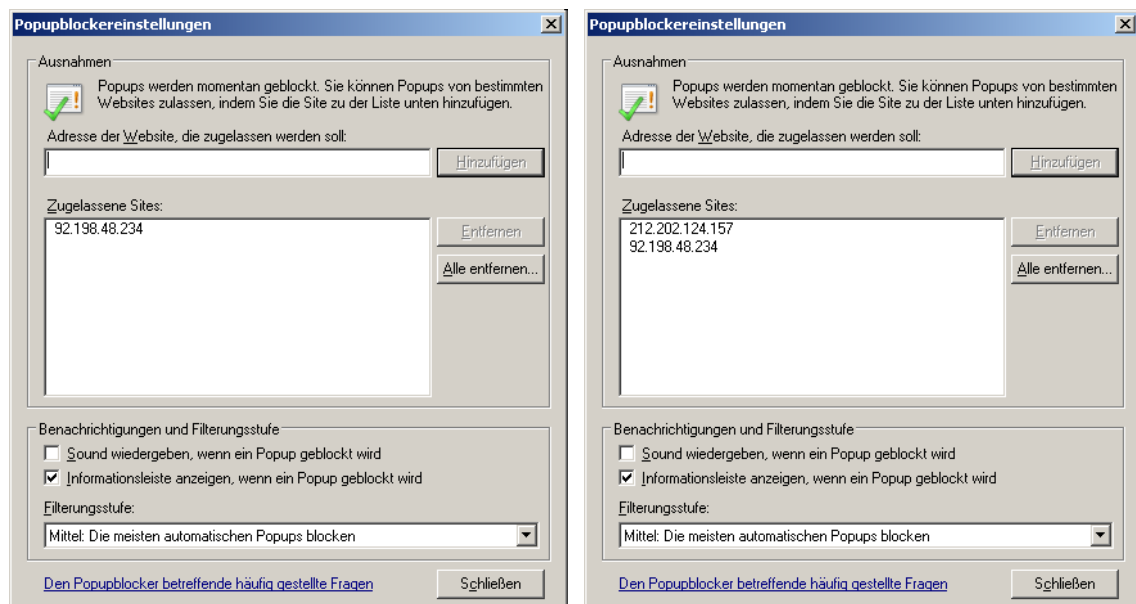 Popupblockereinstellungen
Ausnahmen
Popups werden momentan geblockt. Sie können Popups von bestimmten
Websites zulassen, indem Sie die Site zu der Liste unten hinzufügen.
Adresse der Website, die zugelassen werden soll:
Hinzufügen
Zugelassene Sites:
92.198.48.234
Entfernen
Alle entfernen...
Benachrichtigungen und Filterungsstufe
Sound wiedergeben, wenn ein Popup geblockt wird
Informationsleiste anzeigen, wenn ein Popup geblockt wird
Filterungsstufe:
Mittel: Die meisten automatischen Popups blocken
Den Popupblocker betreffende häufig gestellte Fragen
Schließen
Popupblockereinstellungen
Ausnahmen
Popups werden momentan geblockt. Sie können Popups von bestimmten
Websites zulassen, indem Sie die Site zu der Liste unten hinzufügen.
Adresse der Website, die zugelassen werden soll:
Hinzufügen
Zugelassene Sites:
212.202.124.157
92.198.48.234
Entfernen
Alle entfernen...
Benachrichtigungen und Filterungsstufe
Sound wiedergeben, wenn ein Popup geblockt wird
Informationsleiste anzeigen, wenn ein Popup geblockt wird
Filterungsstufe:
Mittel: Die meisten automatischen Popups blocken
Den Popupblocker betreffende häufig gestellte Fragen
Schließen